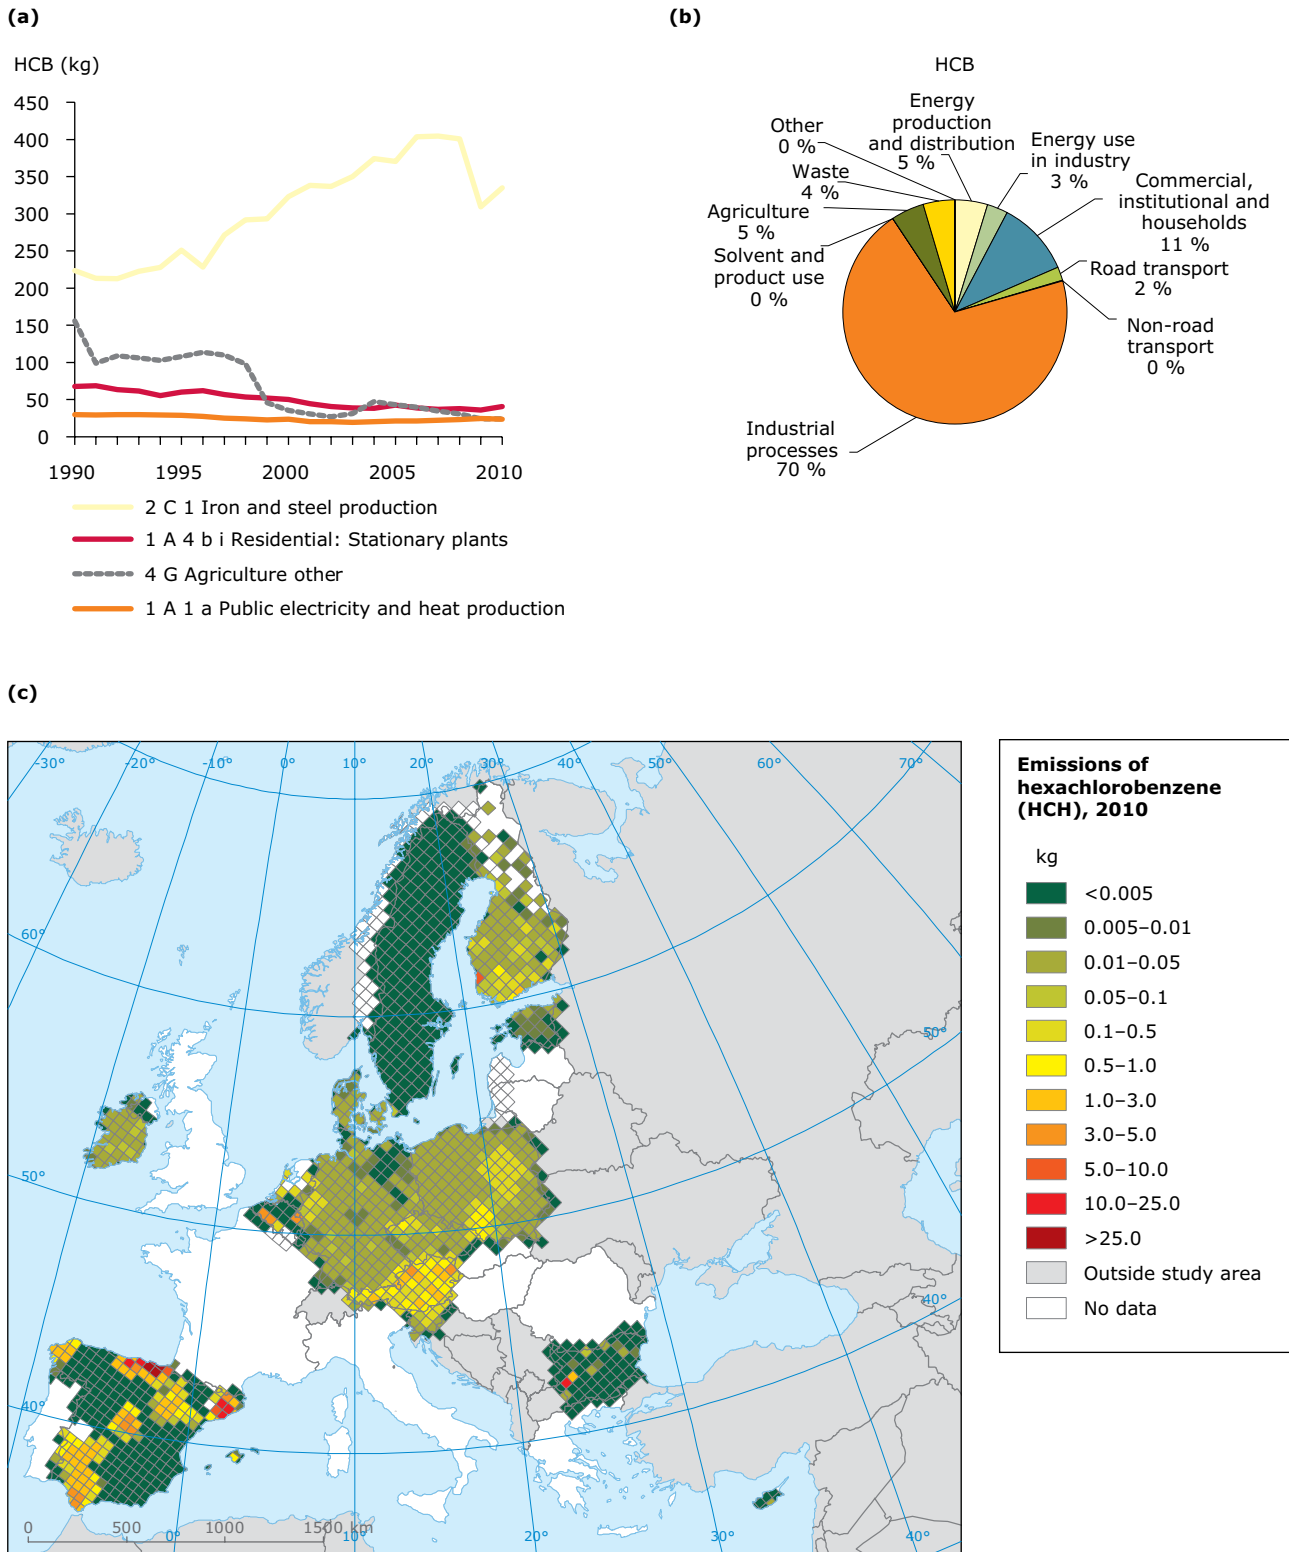 (a)
HCB (kg)
450
400
350
300
250
200
150
100
50
0
1990
1995
2000
2005
2010
2 C 1 Iron and steel production
1 A 4 b i Residential: Stationary plants
4 G Agriculture other
1 A 1 a Public electricity and heat production
(b)
HCB
Energy
production
and distribution
5 %
Other
0 %
Energy use
in industry
3 %
Waste
4 %
Commercial,
institutional and
households
11 %
Agriculture
5 %
Solvent and
product use
0 %
Road transport
2 %
Non-road
transport
0 %
Industrial
processes
70 %
(c)
-30°
-20°
-10°
0°
10°
20°
30°
40°
50°
60°
70°
60°
50°
50°
40°
40°
0
500
1000
1500 km
0°
10°
20°
30°
40°
Emissions of
hexachlorobenzene
(HCH), 2010
kg
<0.005
0.005–0.01
0.01–0.05
0.05–0.1
0.1–0.5
0.5–1.0
1.0–3.0
3.0–5.0
5.0–10.0
10.0–25.0
>25.0
Outside study area
No data